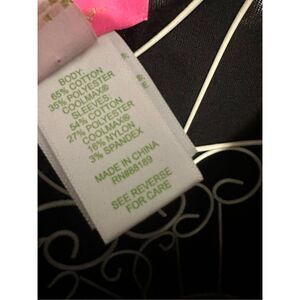 BODY:
65% COTTON
35% POLYESTER
COOLMAX®
SLEEVES:
54% COTTON
27% POLYESTER
COOLMAX®
16% NYLON
3% SPANDEX
MADE IN CHINA
RN#88189
SEE REVERSE
FOR CARE